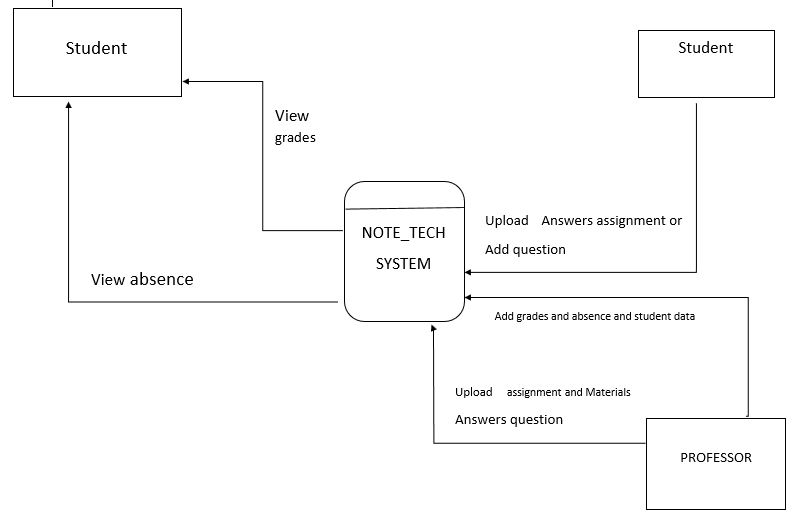 Student
Student
View
grades
NOTE_TECH
SYSTEM
Upload Answers assignment or
Add question
View absence
Add grades and absence and student data
Upload assignment and Materials
Answers question
PROFESSOR